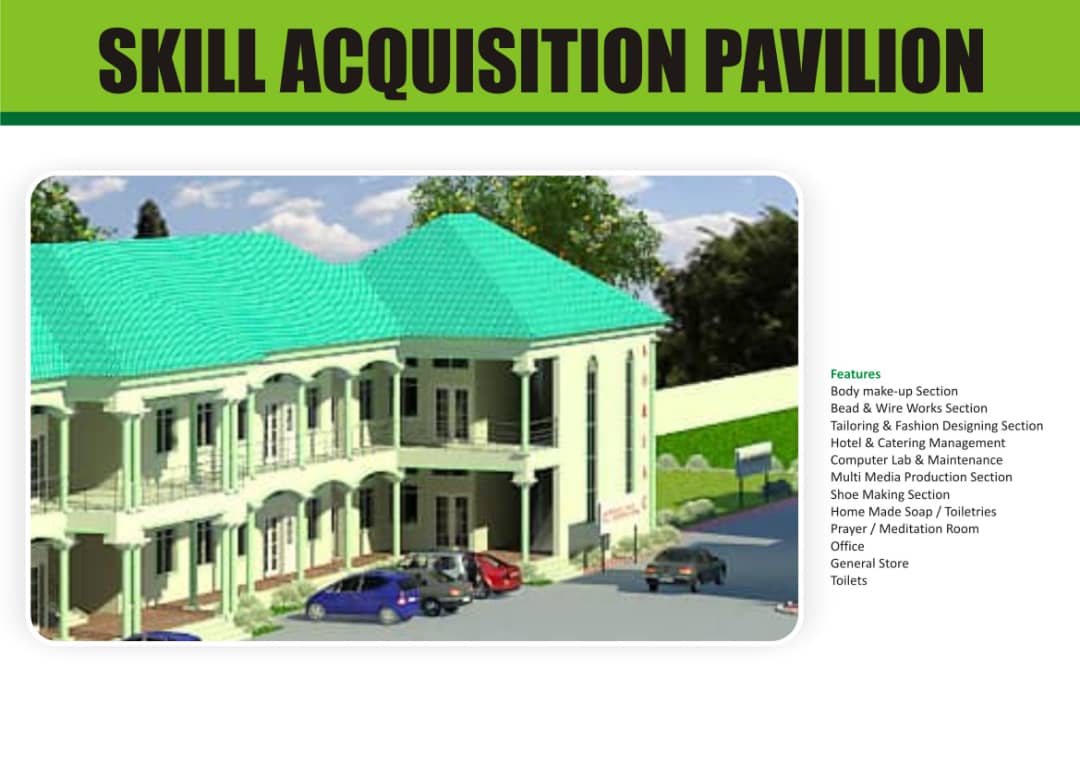 SKILL ACQUISITION PAVILION
Features
Body make-up Section
Bead & Wire Works Section
Tailoring & Fashion Designing Section
Hotel & Catering Management
Computer Lab & Maintenance
Multi Media Production Section
Shoe Making Section
Home Made Soap / Toiletries
Prayer / Meditation Room
Office
General Store
Toilets